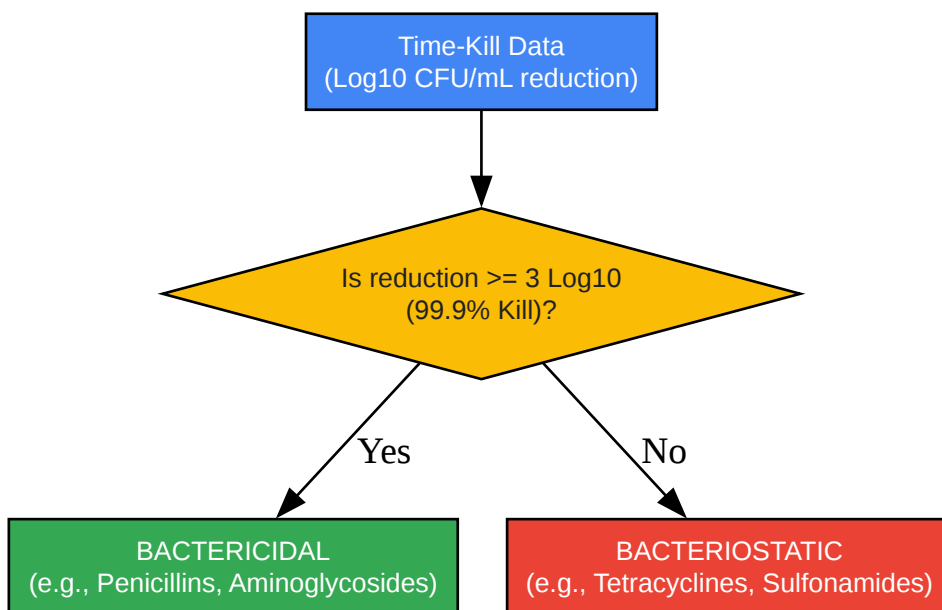 Time-Kill Data
(Log10 CFU/mL reduction)
Is reduction >= 3 Log10
(99.9% Kill)?
Yes
No
BACTERICIDAL
(e.g., Penicillins, Aminoglycosides)
BACTERIOSTATIC
(e.g., Tetracyclines, Sulfonamides)